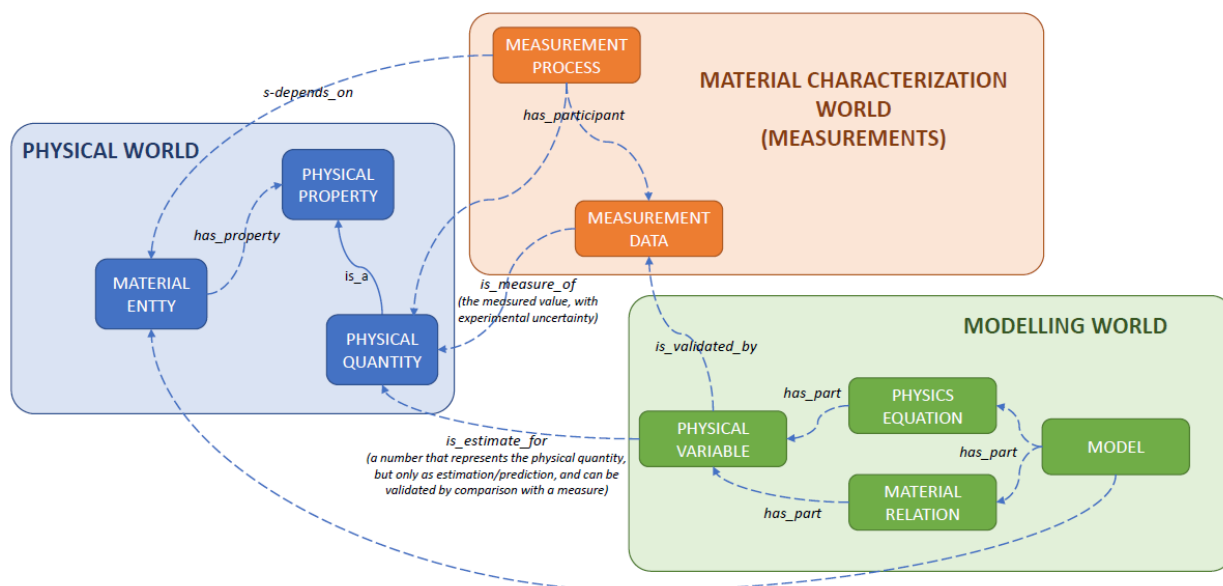 MEASUREMENT
PROCESS
MATERIAL CHARACTERIZATION
WORLD
(MEASUREMENTS)
s-depends_on
has_participant
PHYSICAL WORLD
PHYSICAL
PROPERTY
MEASUREMENT
DATA
has_property
is_a
MATERIAL
ENTTY
is_measure_of
(the measured value, with
experimental uncertainty)
PHYSICAL
QUANTITY
MODELLING WORLD
is_validated_by
has_part
PHYSICS
EQUATION
PHYSICAL
VARIABLE
is_estimate_for
(a number that represents the physical quantity,
but only as estimation/prediction, and can be
validated by comparison with a measure)
has_part
MODEL
has_part
MATERIAL
RELATION